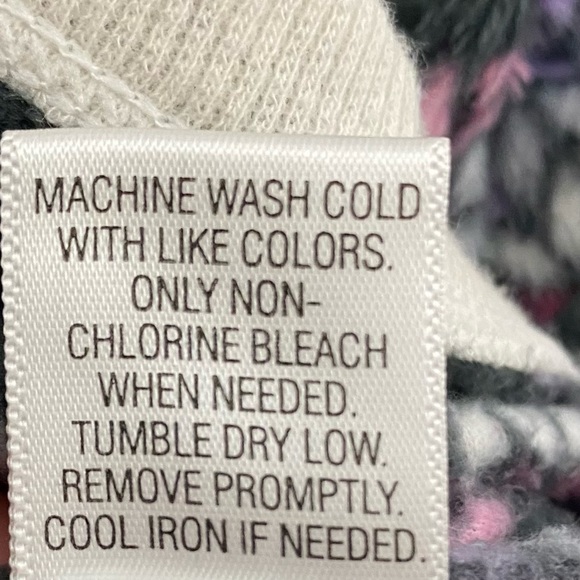 MACHINE WASH COLD
WITH LIKE COLORS.
ONLY NON-
CHLORINE BLEACH
WHEN NEEDED.
TUMBLE DRY LOW.
REMOVE PROMPTLY.
COOL IRON IF NEEDED.